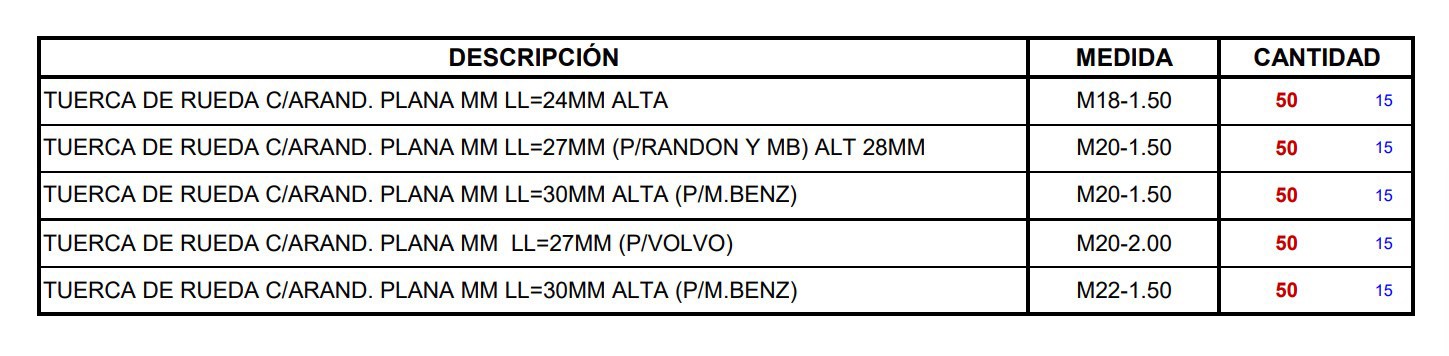 DESCRIPCIÓN MEDIDA CANTIDAD
TUERCA DE RUEDA C/ARAND. PLANA MM LL=24MM ALTA M18-1.50 50 15
TUERCA DE RUEDA C/ARAND. PLANA MM LL=27MM (P/RANDON Y MB) ALT 28MM M20-1.50 50 15
TUERCA DE RUEDA C/ARAND. PLANA MM LL=30MM ALTA (P/M.BENZ) M20-1.50 50 15
TUERCA DE RUEDA C/ARAND. PLANA MM  LL=27MM (P/VOLVO) M20-2.00 50 15
TUERCA DE RUEDA C/ARAND. PLANA MM LL=30MM ALTA (P/M.BENZ) M22-1.50 50 15